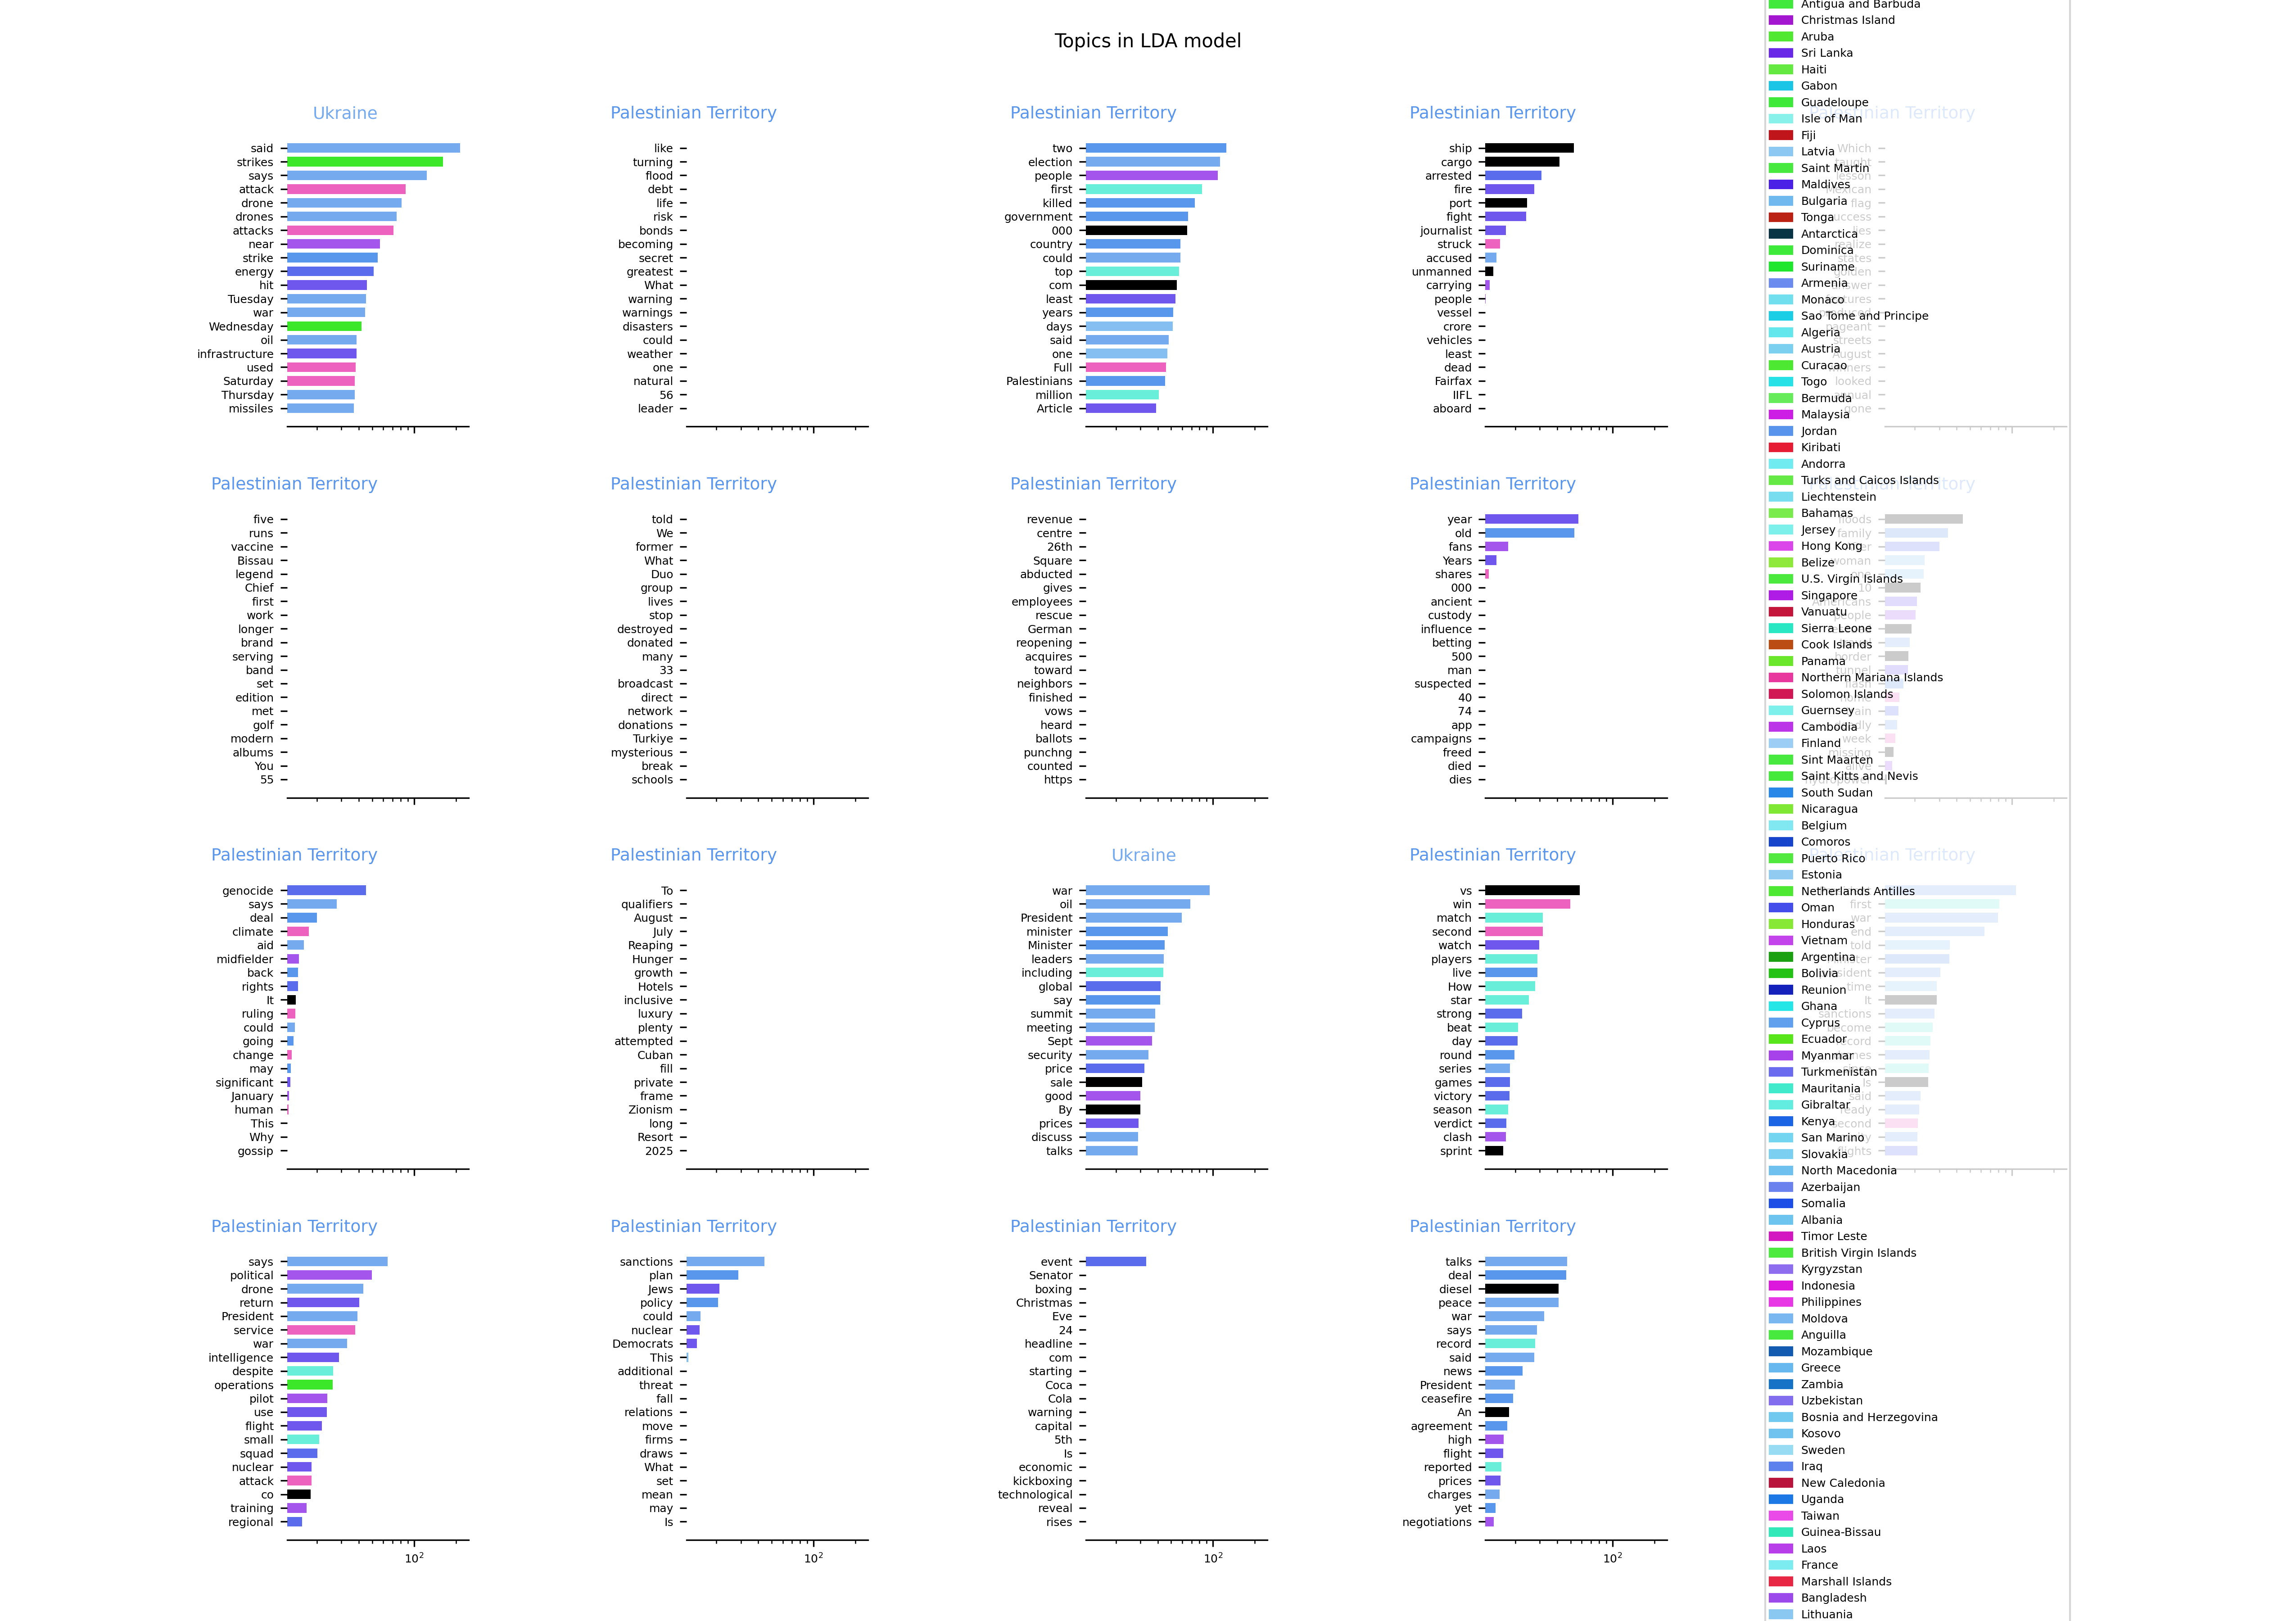 Topics in LDA model
Ukraine
said
strikes
says
attack
drone
drones
attacks
near
strike
energy
hit
Tuesday
war
Wednesday
oil
infrastructure
used
Saturday
Thursday
missiles
Palestinian Territory
like
turning
flood
debt
life
risk
bonds
becoming
secret
greatest
What
warning
warnings
disasters
could
weather
one
natural
56
leader
Palestinian Territory
two
election
people
first
killed
government
000
country
could
top
com
least
years
days
said
one
Full
Palestinians
million
Article
Palestinian Territory
ship
cargo
arrested
fire
port
fight
journalist
struck
accused
unmanned
carrying
people
vessel
crore
vehicles
least
dead
Fairfax
IIFL
aboard
Palestinian Territory
five
runs
vaccine
Bissau
legend
Chief
first
work
longer
brand
serving
band
set
edition
met
golf
modern
albums
You
55
Palestinian Territory
told
We
former
What
Duo
group
lives
stop
destroyed
donated
many
33
broadcast
direct
network
donations
Turkiye
mysterious
break
schools
Palestinian Territory
revenue
centre
26th
Square
abducted
gives
employees
rescue
German
reopening
acquires
toward
neighbors
finished
vows
heard
ballots
punchng
counted
https
Palestinian Territory
year
old
fans
Years
shares
000
ancient
custody
influence
betting
500
man
suspected
40
74
app
campaigns
freed
died
dies
Palestinian Territory
genocide
says
deal
climate
aid
midfielder
back
rights
It
ruling
could
going
change
may
significant
January
human
This
Why
gossip
Palestinian Territory
To
qualifiers
August
July
Reaping
Hunger
growth
Hotels
inclusive
luxury
plenty
attempted
Cuban
fill
private
frame
Zionism
long
Resort
2025
Ukraine
war
oil
President
minister
Minister
leaders
including
global
say
summit
meeting
Sept
security
price
sale
good
By
prices
discuss
talks
Palestinian Territory
vs
win
match
second
watch
players
live
How
star
strong
beat
day
round
series
games
victory
season
verdict
clash
sprint
Palestinian Territory
says
political
drone
return
President
service
war
intelligence
despite
operations
pilot
use
flight
small
squad
nuclear
attack
co
training
regional
10²
Palestinian Territory
sanctions
plan
Jews
policy
could
nuclear
Democrats
This
additional
threat
fall
relations
move
firms
draws
What
set
mean
may
Is
10²
Palestinian Territory
event
Senator
boxing
Christmas
Eve
24
headline
com
starting
Coca
Cola
warning
capital
5th
Is
economic
kickboxing
technological
reveal
rises
10²
Palestinian Territory
talks
deal
diesel
peace
war
says
record
said
news
President
ceasefire
An
agreement
high
flight
reported
prices
charges
yet
negotiations
10²
Antigua and Barbuda
Christmas Island
Aruba
Sri Lanka
Haiti
Gabon
Guadeloupe
Isle of Man
Fiji
Latvia
Saint Martin
Maldives
Bulgaria
Tonga
Antarctica
Dominica
Suriname
Armenia
Monaco
Sao Tome and Principe
Algeria
Austria
Curacao
Togo
Bermuda
Malaysia
Jordan
Kiribati
Andorra
Turks and Caicos Islands
Liechtenstein
Bahamas
Jersey
Hong Kong
Belize
U.S. Virgin Islands
Singapore
Vanuatu
Sierra Leone
Cook Islands
Panama
Northern Mariana Islands
Solomon Islands
Guernsey
Cambodia
Finland
Sint Maarten
Saint Kitts and Nevis
South Sudan
Nicaragua
Belgium
Comoros
Puerto Rico
Estonia
Netherlands Antilles
Oman
Honduras
Vietnam
Argentina
Bolivia
Reunion
Ghana
Cyprus
Ecuador
Myanmar
Turkmenistan
Mauritania
Gibraltar
Kenya
San Marino
Slovakia
North Macedonia
Azerbaijan
Somalia
Albania
Timor Leste
British Virgin Islands
Kyrgyzstan
Indonesia
Philippines
Moldova
Anguilla
Mozambique
Greece
Zambia
Uzbekistan
Bosnia and Herzegovina
Kosovo
Sweden
Iraq
New Caledonia
Uganda
Taiwan
Guinea-Bissau
Laos
France
Marshall Islands
Bangladesh
Lithuania